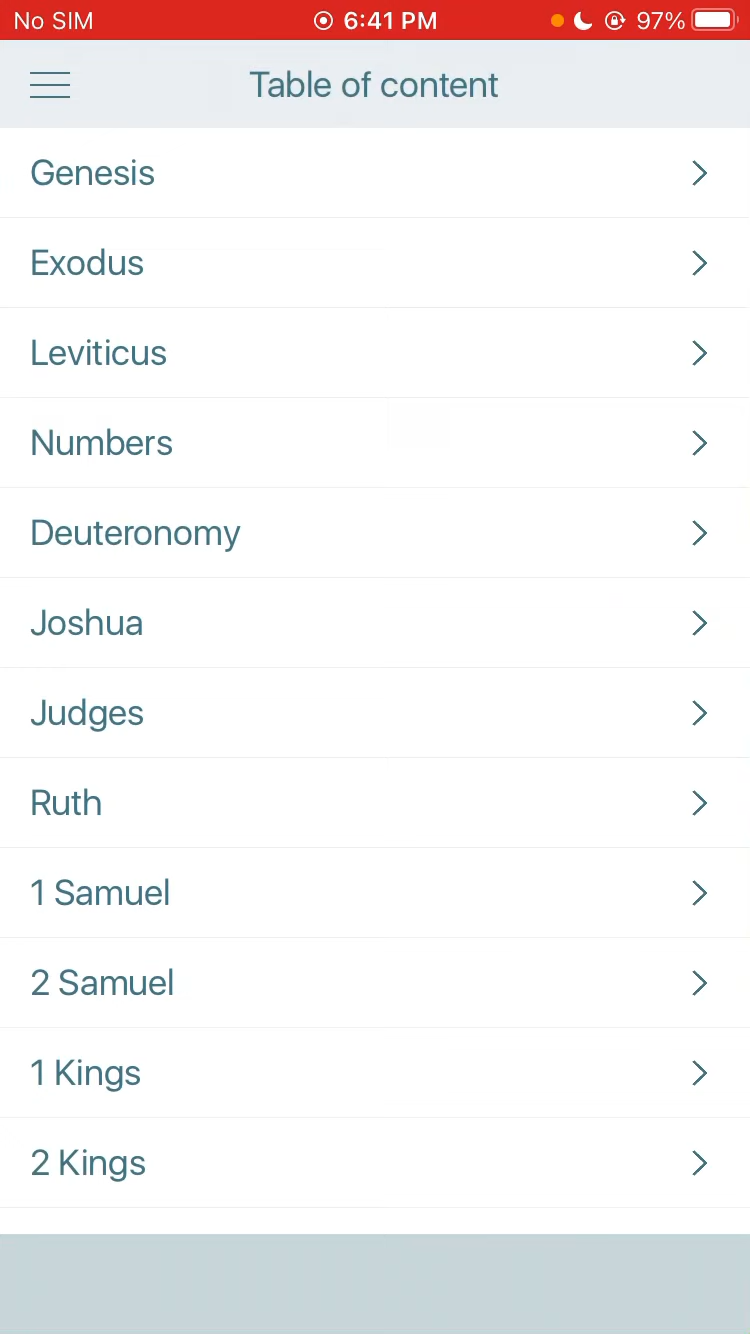 No SIM 6:41 PM 97%
Table of content
Genesis
Exodus
Leviticus
Numbers
Deuteronomy
Joshua
Judges
Ruth
1 Samuel
2 Samuel
1 Kings
2 Kings